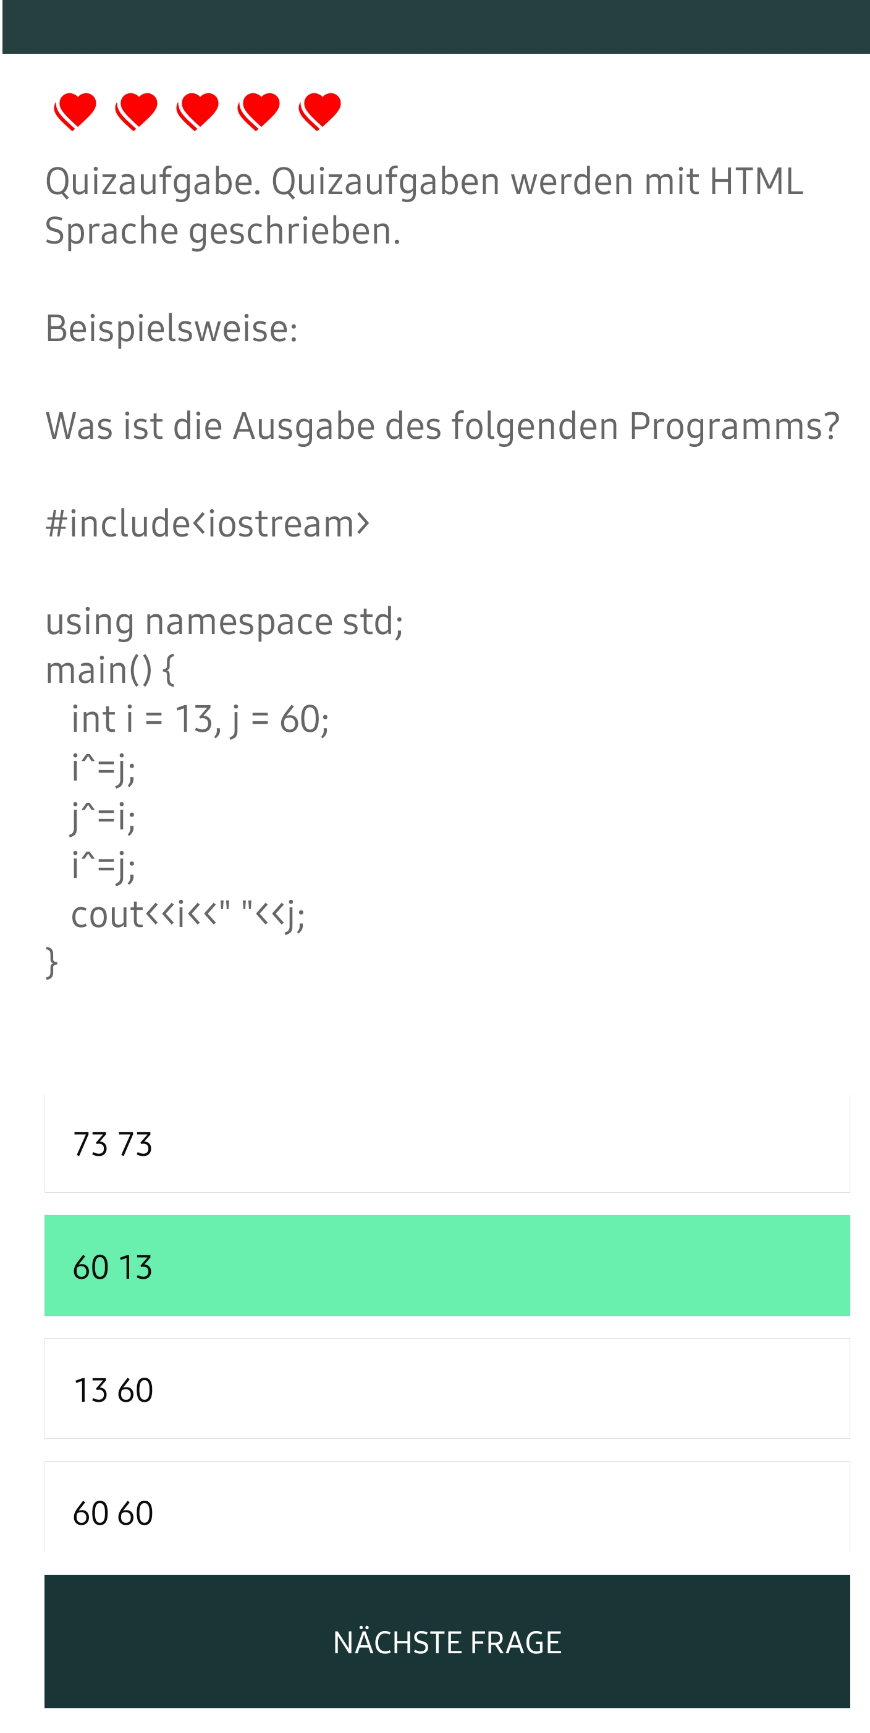 Quizaufgabe. Quizaufgaben werden mit HTML
Sprache geschrieben.
Beispielsweise:
Was ist die Ausgabe des folgenden Programms?
#include<iostream>
using namespace std;
main() {
int i = 13, j = 60;
i^=j;
j^=i;
i^=j;
cout<<i<<" "<<j;
}
73 73
60 13
13 60
60 60
NÄCHSTE FRAGE